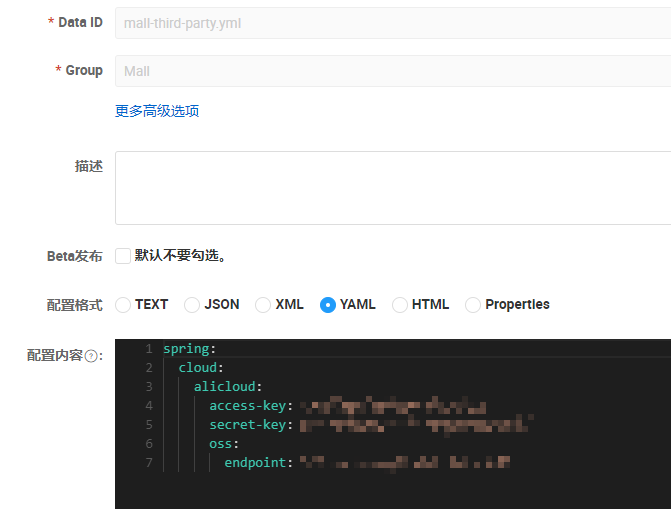 * Data ID mall-third-party.yml
* Group Mall
更多高级选项
描述
Beta发布 默认不要勾选。
配置格式 TEXT JSON XML YAML HTML Properties
配置内容?:
1 spring:
2 cloud:
3 alicloud:
4 access-key:
5 secret-key:
6 oss:
7 endpoint: